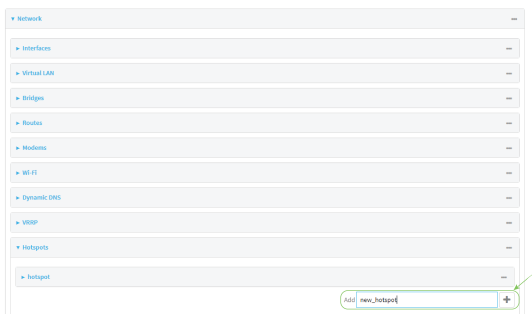 Network
Interfaces
Virtual LAN
Bridges
Routes
Modems
Wi-Fi
Dynamic DNS
VRRP
Hotspots
hotspot
Add new_hotspot